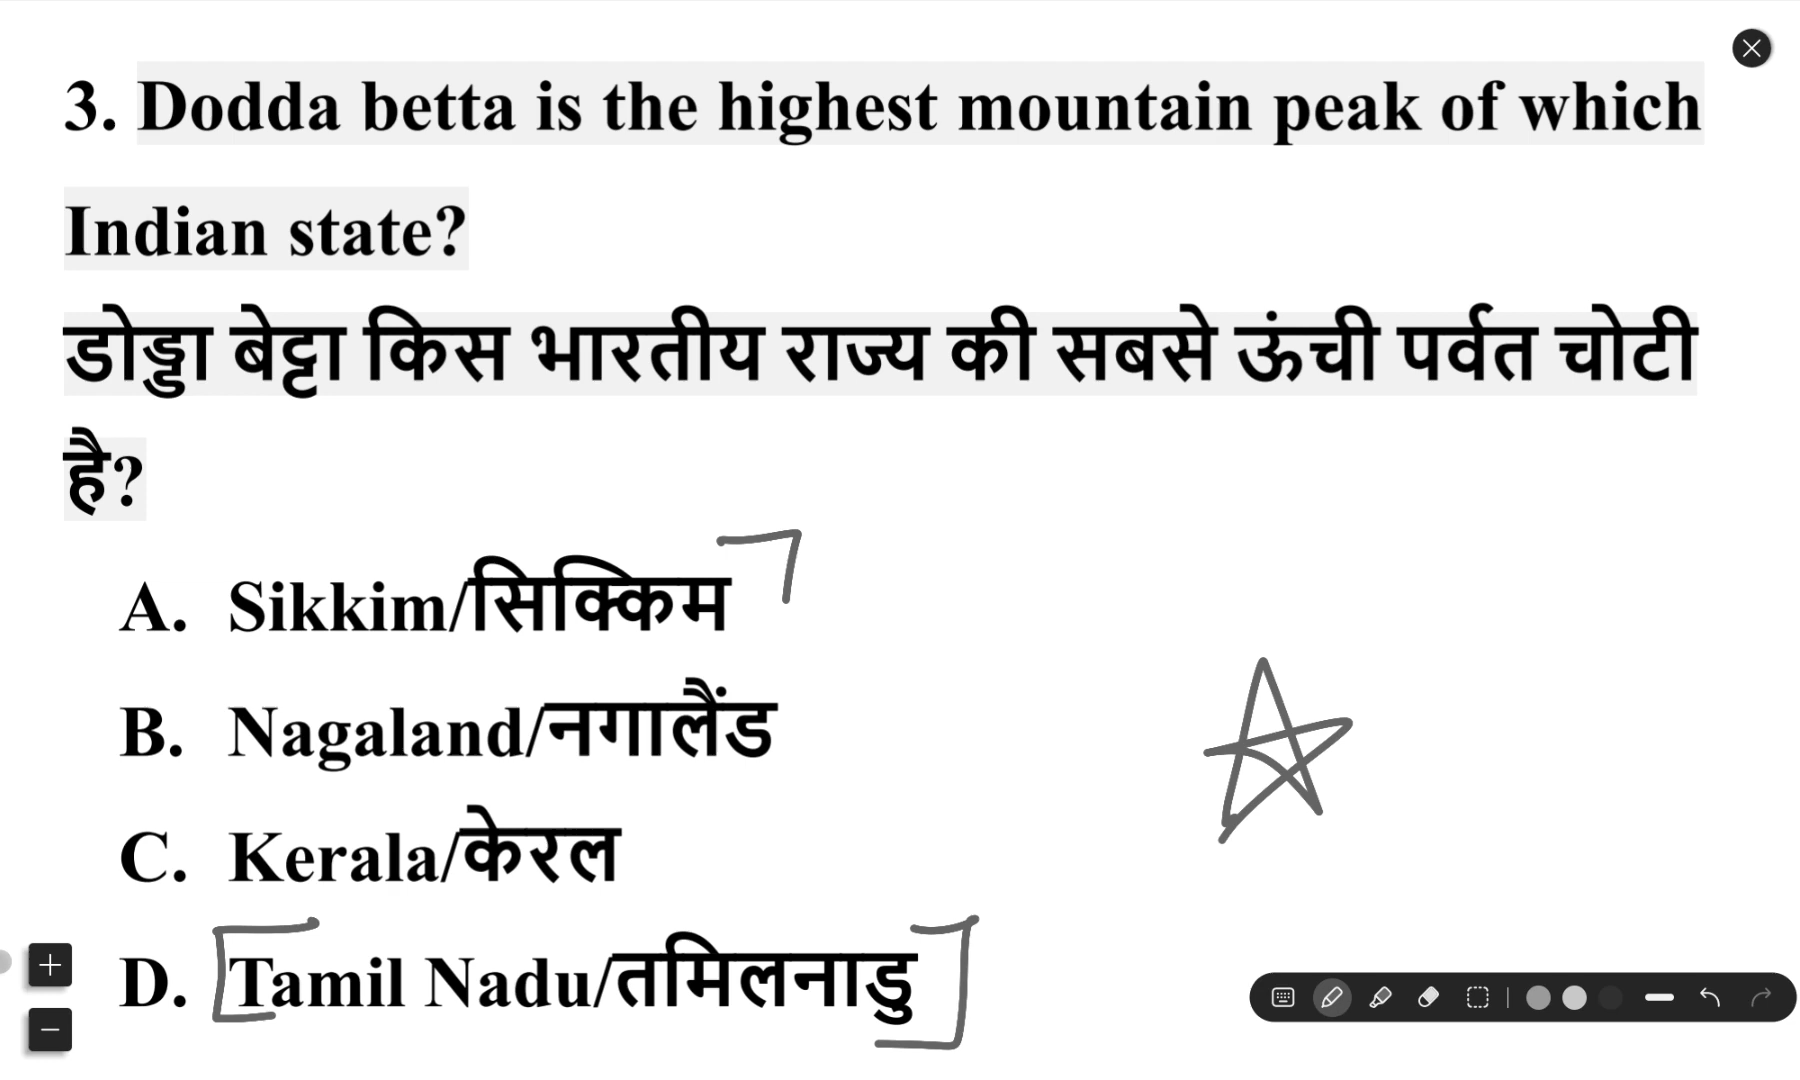 3. Dodda betta is the highest mountain peak of which
Indian state?
डोड्डा बेट्टा किस भारतीय राज्य की सबसे ऊंची पर्वत चोटी
है?
A. Sikkim/सिक्किम
B. Nagaland/नगालैंड
C. Kerala/केरल
D. Tamil Nadu/तमिलनाडु